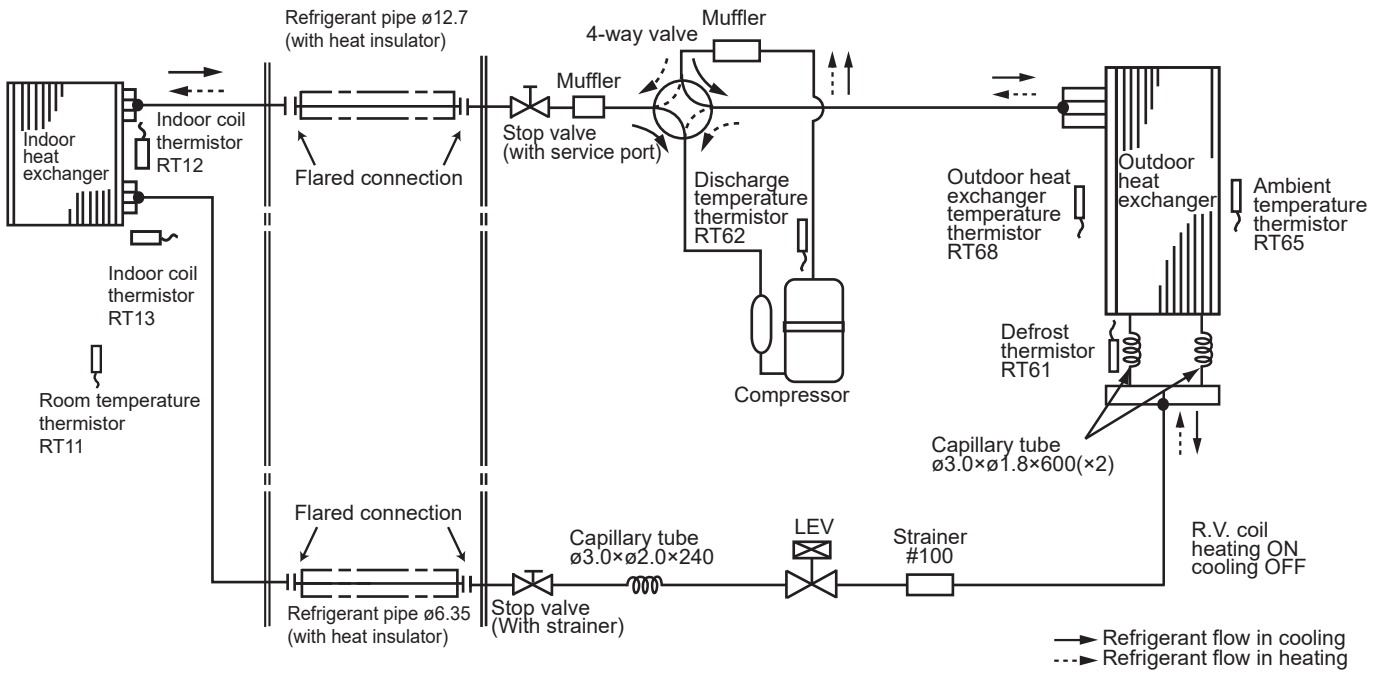 Refrigerant pipe ø12.7
(with heat insulator)
Muffler
4-way valve
Muffler
Stop valve
(with service port)
Indoor
heat
exchanger
Indoor coil
thermistor
RT12
Flared connection
Discharge
temperature
thermistor
RT62
Outdoor heat
exchanger
temperature
thermistor
RT68
Outdoor
heat
exchanger
Ambient
temperature
thermistor
RT65
Indoor coil
thermistor
RT13
Defrost
thermistor
RT61
Room temperature
thermistor
RT11
Compressor
Capillary tube
ø3.0×ø1.8×600(×2)
Flared connection
Capillary tube
ø3.0×ø2.0×240
LEV
Strainer
#100
R.V. coil
heating ON
cooling OFF
Refrigerant pipe ø6.35
(with heat insulator)
Stop valve
(With strainer)
Refrigerant flow in cooling
Refrigerant flow in heating